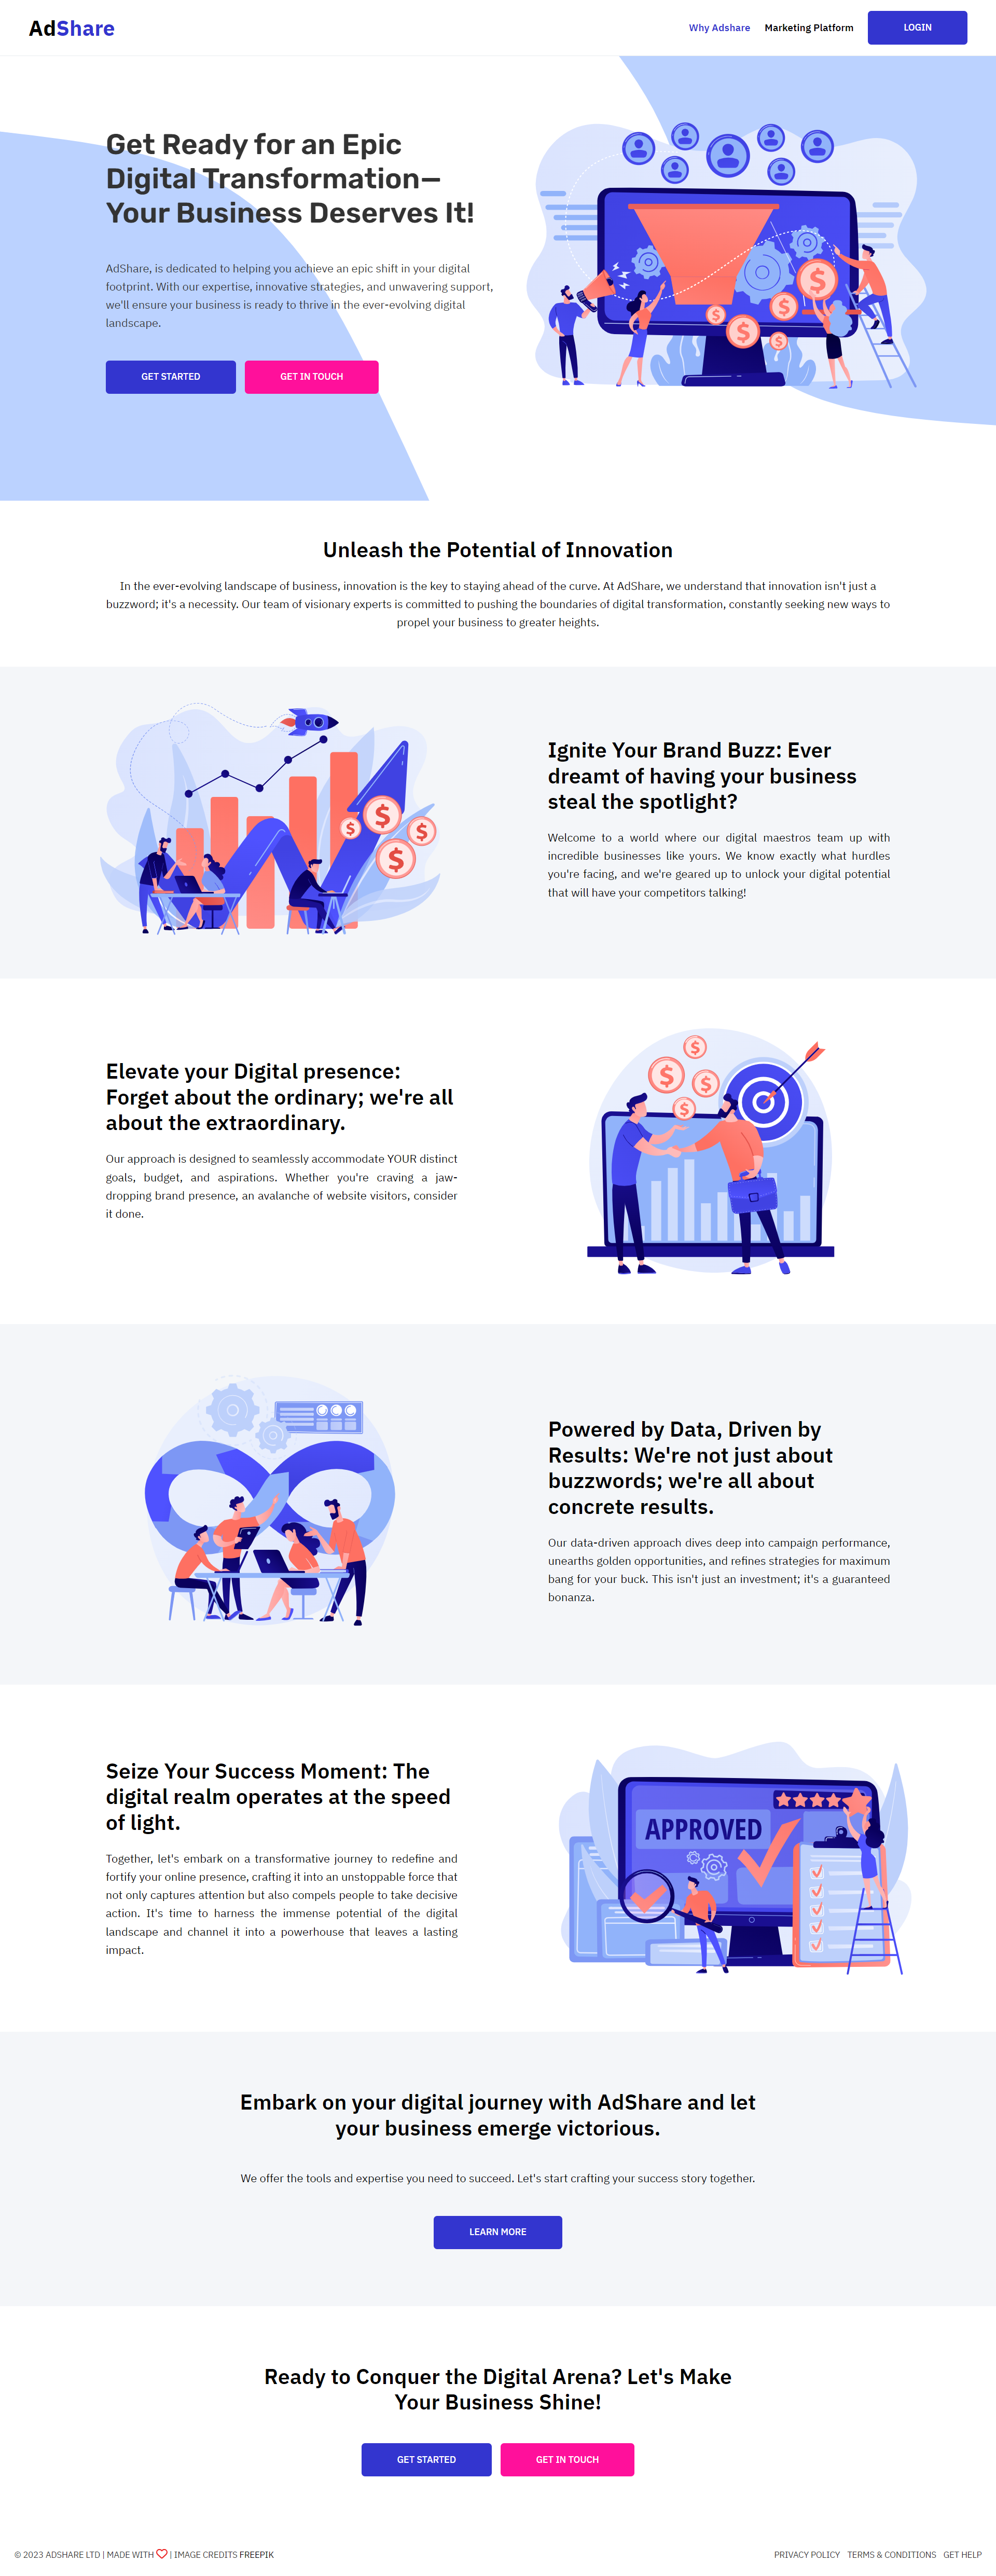 AdShare
Why Adshare Marketing Platform LOGIN
Get Ready for an Epic
Digital Transformation—
Your Business Deserves It!
AdShare, is dedicated to helping you achieve an epic shift in your digital
footprint. With our expertise, innovative strategies, and unwavering support,
we'll ensure your business is ready to thrive in the ever-evolving digital
landscape.
GET STARTED GET IN TOUCH
Unleash the Potential of Innovation
In the ever-evolving landscape of business, innovation is the key to staying ahead of the curve. At AdShare, we understand that innovation isn't just a
buzzword; it's a necessity. Our team of visionary experts is committed to pushing the boundaries of digital transformation, constantly seeking new ways to
propel your business to greater heights.
Ignite Your Brand Buzz: Ever
dreamt of having your business
steal the spotlight?
Welcome to a world where our digital maestros team up with
incredible businesses like yours. We know exactly what hurdles
you're facing, and we're geared up to unlock your digital potential
that will have your competitors talking!
Elevate your Digital presence:
Forget about the ordinary; we're all
about the extraordinary.
Our approach is designed to seamlessly accommodate YOUR distinct
goals, budget, and aspirations. Whether you're craving a jaw-
dropping brand presence, an avalanche of website visitors, consider
it done.
Powered by Data, Driven by
Results: We're not just about
buzzwords; we're all about
concrete results.
Our data-driven approach dives deep into campaign performance,
unearths golden opportunities, and refines strategies for maximum
bang for your buck. This isn't just an investment; it's a guaranteed
bonanza.
Seize Your Success Moment: The
digital realm operates at the speed
of light.
Together, let's embark on a transformative journey to redefine and
fortify your online presence, crafting it into an unstoppable force that
not only captures attention but also compels people to take decisive
action. It's time to harness the immense potential of the digital
landscape and channel it into a powerhouse that leaves a lasting
impact.
APPROVED
Embark on your digital journey with AdShare and let
your business emerge victorious.
We offer the tools and expertise you need to succeed. Let's start crafting your success story together.
LEARN MORE
Ready to Conquer the Digital Arena? Let's Make
Your Business Shine!
GET STARTED GET IN TOUCH
© 2023 ADSHARE LTD | MADE WITH | IMAGE CREDITS FREEPIK
PRIVACY POLICY TERMS & CONDITIONS GET HELP